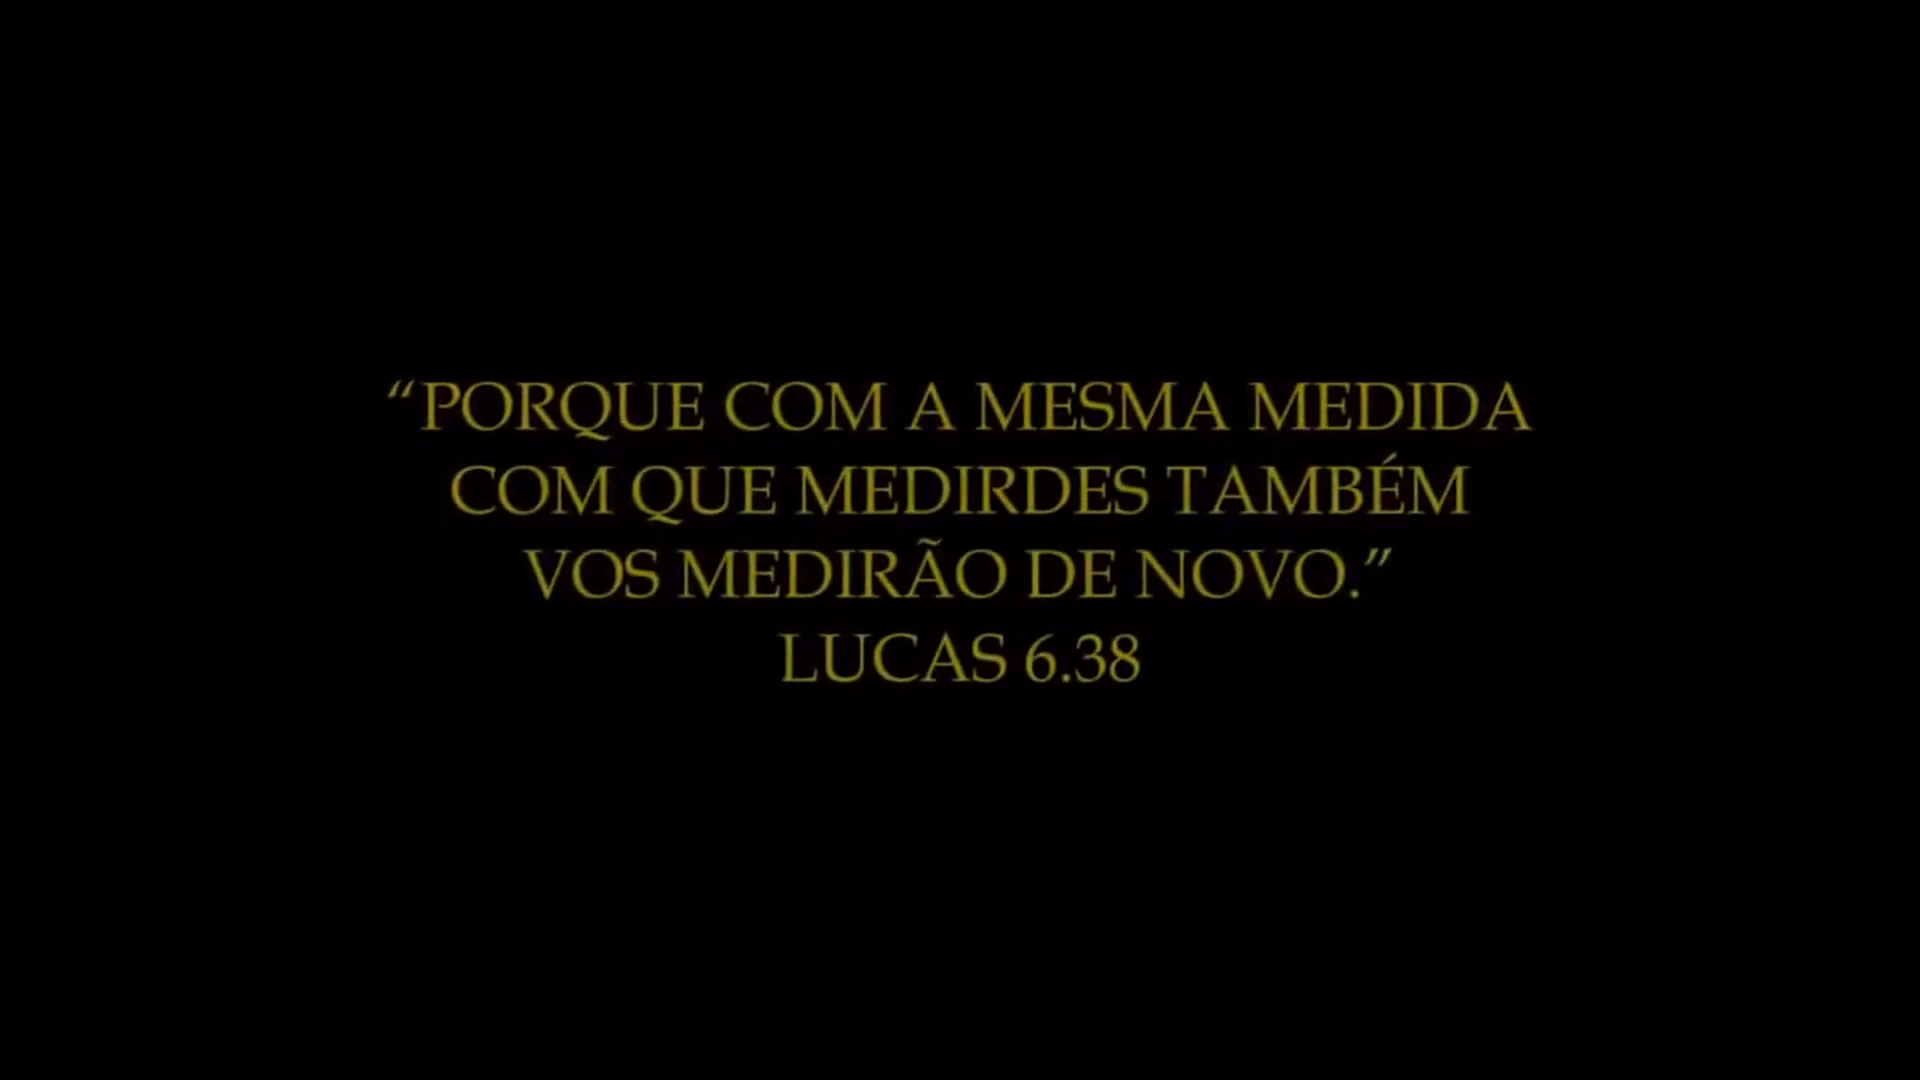 “PORQUE COM A MESMA MEDIDA
COM QUE MEDIRDES TAMBÉM
VOS MEDIRÃO DE NOVO.”
LUCAS 6.38